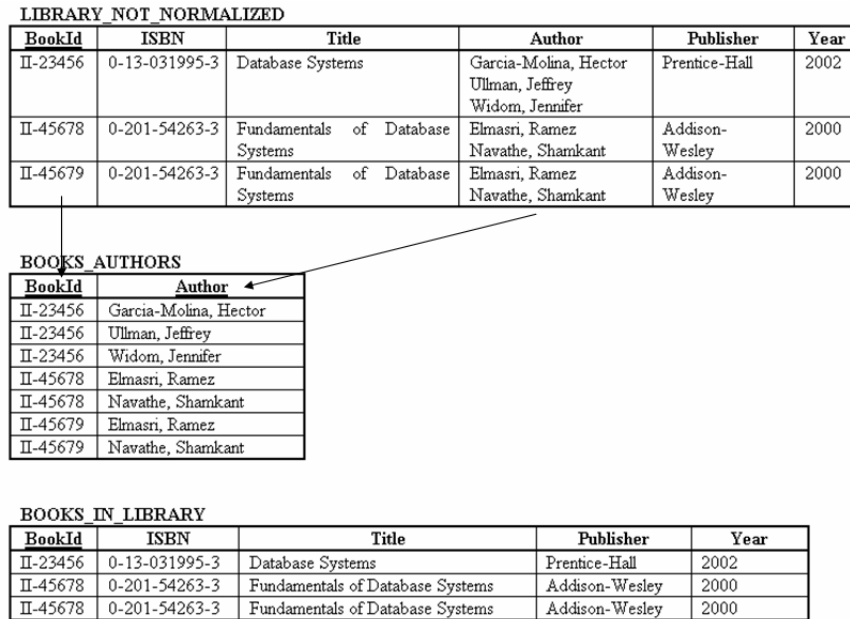 LIBRARY_NOT_NORMALIZED
BookId ISBN Title Author Publisher Year
II-23456 0-13-031995-3 Database Systems Garcia-Molina, Hector Prentice-Hall 2002
Ullman, Jeffrey
Widom, Jennifer
II-45678 0-201-54263-3 Fundamentals of Database Elmasri, Ramez Addison- 2000
Systems Navathe, Shamkant Wesley
II-45679 0-201-54263-3 Fundamentals of Database Elmasri, Ramez Addison- 2000
Systems Navathe, Shamkant Wesley
BOOKS_AUTHORS
BookId Author
II-23456 Garcia-Molina, Hector
II-23456 Ullman, Jeffrey
II-23456 Widom, Jennifer
II-45678 Elmasri, Ramez
II-45678 Navathe, Shamkant
II-45679 Elmasri, Ramez
II-45679 Navathe, Shamkant
BOOKS_IN_LIBRARY
BookId ISBN Title Publisher Year
II-23456 0-13-031995-3 Database Systems Prentice-Hall 2002
II-45678 0-201-54263-3 Fundamentals of Database Systems Addison-Wesley 2000
II-45678 0-201-54263-3 Fundamentals of Database Systems Addison-Wesley 2000